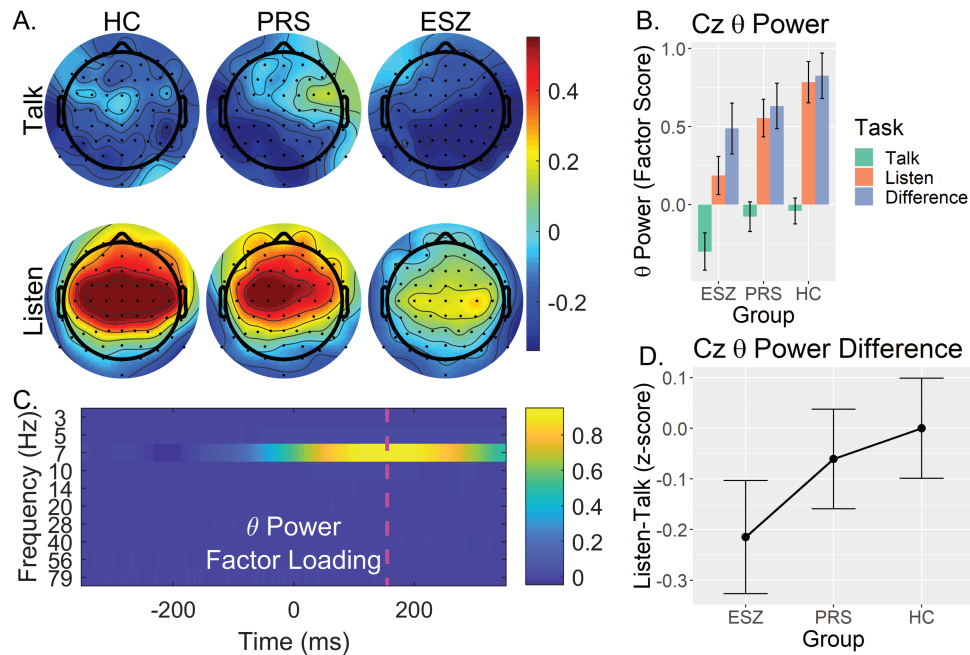 A.
HC
PRS
ESZ
Talk
Listen
0.4
0.2
0
-0.2
B.
Cz θ Power
θ Power (Factor Score)
1.0
0.5
0.0
ESZ
PRS
HC
Group
Task
Talk
Listen
Difference
C.
Frequency (Hz)
3
5
7
10
14
20
28
40
56
79
θ Power
Factor Loading
-200
0
200
Time (ms)
0.8
0.6
0.4
0.2
0
D.
Cz θ Power Difference
Listen-Talk (z-score)
0.1
0.0
-0.1
-0.2
-0.3
ESZ
PRS
HC
Group